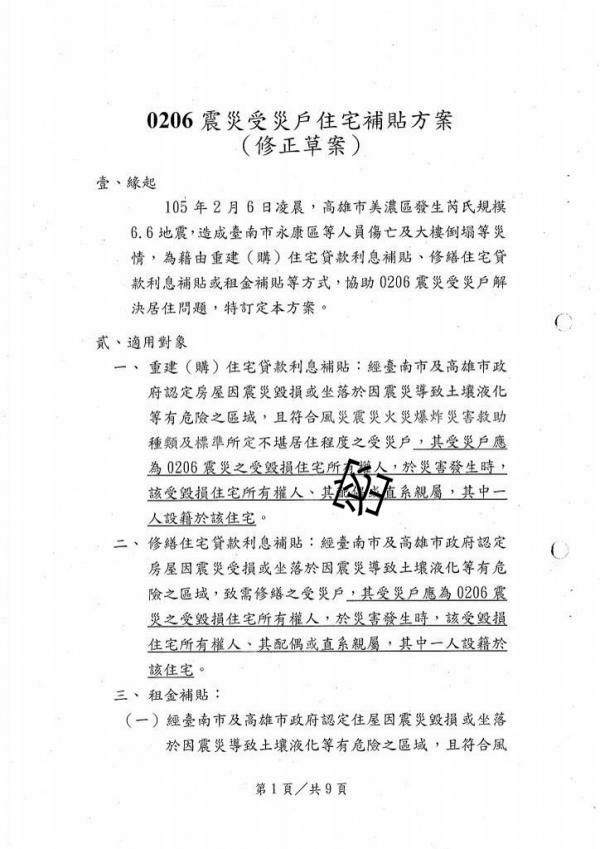 0206 震災受災戶住宅補貼方案
（修正草案）
壹、緣起
105 年 2 月 6 日凌晨，高雄市美濃區發生芮氏規模
6.6 地震，造成臺南市永康區等人員傷亡及大樓倒塌等災
情，為藉由重建（購）住宅貸款利息補貼、修繕住宅貸
款利息補貼或租金補貼等方式，協助 0206 震災受災戶解
決居住問題，特訂定本方案。
貳、適用對象
一、重建（購）住宅貸款利息補貼：經臺南市及高雄市政
府認定房屋因震災毀損或坐落於因震災導致土壤液化
等有危險之區域，且符合風災震災火災爆炸災害救助
種類及標準所定不堪居住程度之受災戶，其受災戶應
為 0206 震災之受毀損住宅所有權人，於災害發生時，
該受毀損住宅所有權人、其配偶或直系親屬，其中一
人設籍於該住宅。
二、修繕住宅貸款利息補貼：經臺南市及高雄市政府認定
房屋因震災受損或坐落於因震災導致土壤液化等有危
險之區域，致需修繕之受災戶，其受災戶應為 0206 震
災之受毀損住宅所有權人，於災害發生時，該受毀損
住宅所有權人、其配偶或直系親屬，其中一人設籍於
該住宅。
三、租金補貼：
（一）經臺南市及高雄市政府認定住屋因震災毀損或坐落
於因震災導致土壤液化等有危險之區域，且符合風
第 1 頁／共 9 頁